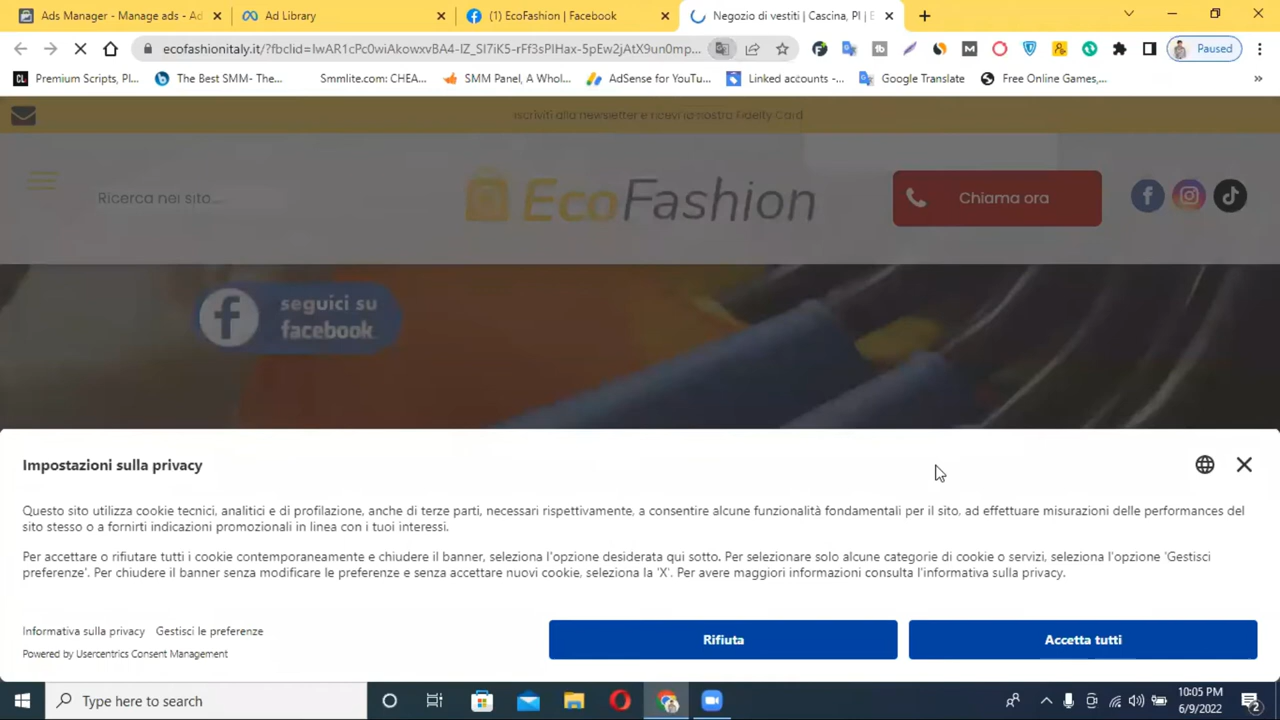 Ads Manager - Manage ads - Ad
Ad Library
(1) EcoFashion | Facebook
Negozio di vestiti | Cascina, PI | E
ecofashionitaly.it/?fbclid=IwAR1cPc0wiAkowxvBA4-lZ_SI7iK5-rFf3sPIHax-5pEw2jAtX9un0mp...
Paused
Premium Scripts, Pl...
The Best SMM- The...
Smmlite.com: CHEA...
SMM Panel, A Whol...
AdSense for YouTu...
Linked accounts -...
Google Translate
Free Online Games,...
Iscriviti alla newsletter e ricevi la nostra Fidelity Card
Ricerca nel sito...
EcoFashion
Chiama ora
seguici su
facebook
Impostazioni sulla privacy
Questo sito utilizza cookie tecnici, analitici e di profilazione, anche di terze parti, necessari rispettivamente, a consentire alcune funzionalità fondamentali per il sito, ad effettuare misurazioni delle performances del
sito stesso o a fornirti indicazioni promozionali in linea con i tuoi interessi.
Per accettare o rifiutare tutti i cookie contemporaneamente e chiudere il banner, seleziona l'opzione desiderata qui sotto. Per selezionare solo alcune categorie di cookie o servizi, seleziona l'opzione 'Gestisci
preferenze'. Per chiudere il banner senza modificare le preferenze e senza accettare nuovi cookie, seleziona la 'X'. Per avere maggiori informazioni consulta l'informativa sulla privacy.
Informativa sulla privacy
Gestisci le preferenze
Powered by Usercentrics Consent Management
Rifiuta
Accetta tutti
Type here to search
10:05 PM
6/9/2022
2